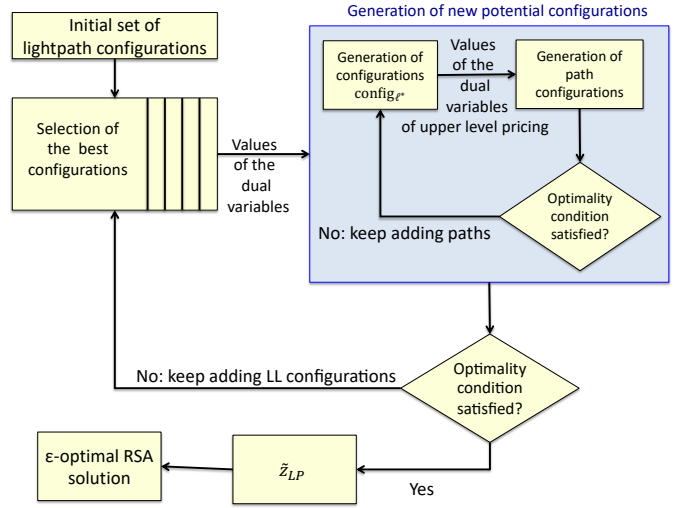 Generation of new potential configurations
Initial set of
lightpath configurations
Selection of
the best
configurations
Values
of the
dual
variables
Generation of
configurations
config_ℓ*
Values
of the
dual
variables
of upper level pricing
Generation of
path
configurations
Optimality
condition
satisfied?
No: keep adding paths
Optimality
condition
satisfied?
No: keep adding LL configurations
Yes
z̃_LP
ε-optimal RSA
solution